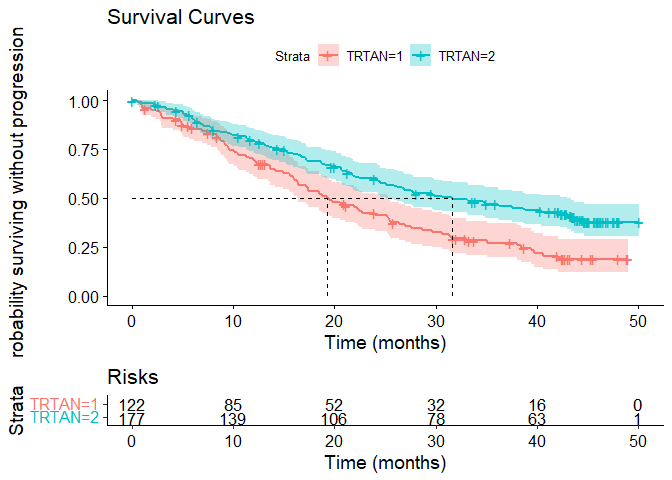 Survival Curves
Strata TRTAN=1 TRTAN=2
robability surviving without progression
1.00
0.75
0.50
0.25
0.00
0 10 20 30 40 50
Time (months)
Risks
Strata
TRTAN=1 122 85 52 32 16 0
TRTAN=2 177 139 106 78 63 1
0 10 20 30 40 50
Time (months)